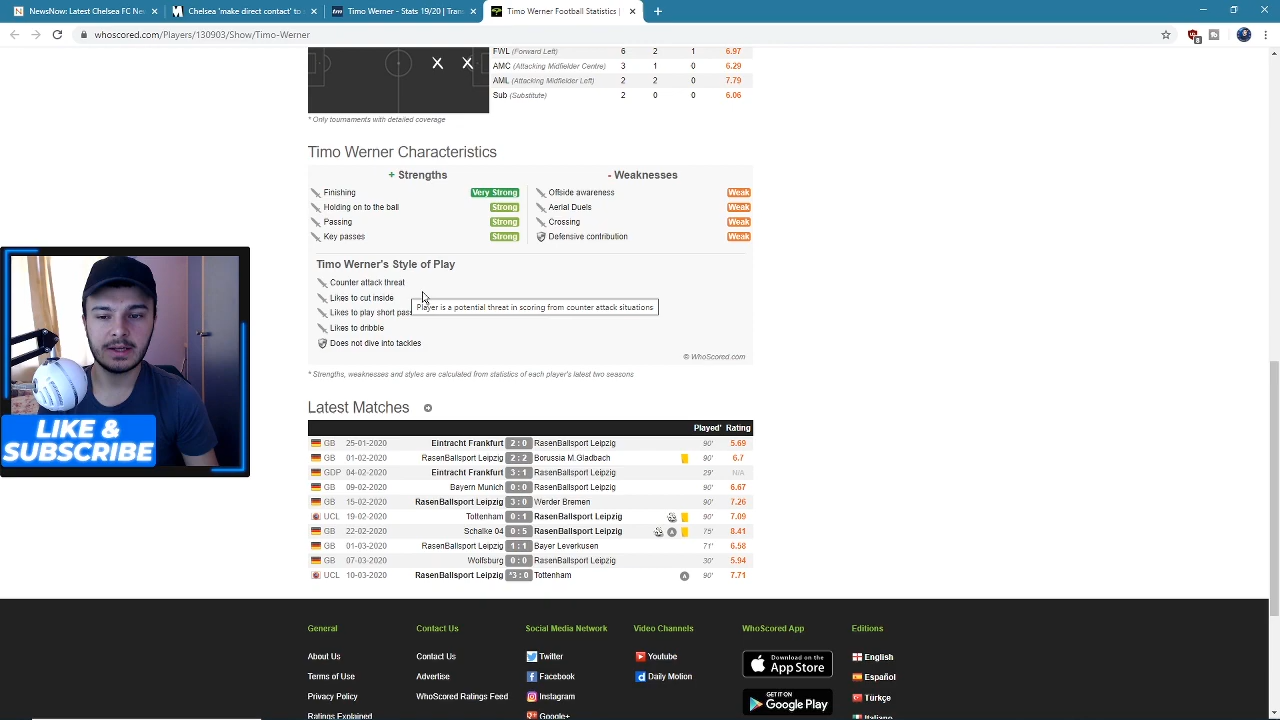 NewsNow: Chelsea FC News
Chelsea 'make direct contact' to s
Timo Werner - Stats 19/20 | Trans
Timo Werner Football Statistics |
whoscored.com/Players/130903/Show/Timo-Werner
FWL (Forward Left) 6 2 1 6.97
AMC (Attacking Midfielder Centre) 3 1 0 6.29
AML (Attacking Midfielder Left) 2 2 0 7.79
Sub (Substitute) 2 0 0 6.06
* Only tournaments with detailed coverage
Timo Werner Characteristics
+ Strengths - Weaknesses
Finishing Very Strong Offside awareness Weak
Holding on to the ball Strong Aerial Duels Weak
Passing Strong Crossing Weak
Key passes Strong Defensive contribution Weak
Timo Werner's Style of Play
Counter attack threat
Likes to cut inside
Player is a potential threat in scoring from counter attack situations
Likes to play short pas
Likes to dribble
Does not dive into tackles
© WhoScored.com
* Strengths, weaknesses and styles are calculated from statistics of each player's latest two seasons
Latest Matches
Played' Rating
GB 25-01-2020 Eintracht Frankfurt 2 : 0 RasenBallsport Leipzig 90' 5.69
GB 01-02-2020 RasenBallsport Leipzig 2 : 2 Borussia M.Gladbach 90' 6.7
GDP 04-02-2020 Eintracht Frankfurt 3 : 1 RasenBallsport Leipzig 29' N/A
GB 09-02-2020 Bayern Munich 0 : 0 RasenBallsport Leipzig 90' 6.67
GB 15-02-2020 RasenBallsport Leipzig 3 : 0 Werder Bremen 90' 7.26
UCL 19-02-2020 Tottenham 0 : 1 RasenBallsport Leipzig 90' 7.09
GB 22-02-2020 Schalke 04 0 : 5 RasenBallsport Leipzig A 75' 8.41
GB 01-03-2020 RasenBallsport Leipzig 1 : 1 Bayer Leverkusen 71' 6.58
GB 07-03-2020 Wolfsburg 0 : 0 RasenBallsport Leipzig 30' 5.94
UCL 10-03-2020 RasenBallsport Leipzig *3 : 0 Tottenham A 90' 7.71
LIKE &
SUBSCRIBE
General Contact Us Social Media Network Video Channels WhoScored App Editions
About Us Contact Us Twitter Youtube Download on the App Store English
Terms of Use Advertise Facebook Daily Motion Español
Privacy Policy WhoScored Ratings Feed Instagram GET IT ON Google Play Türkçe
Ratings Explained Google+ Italiano